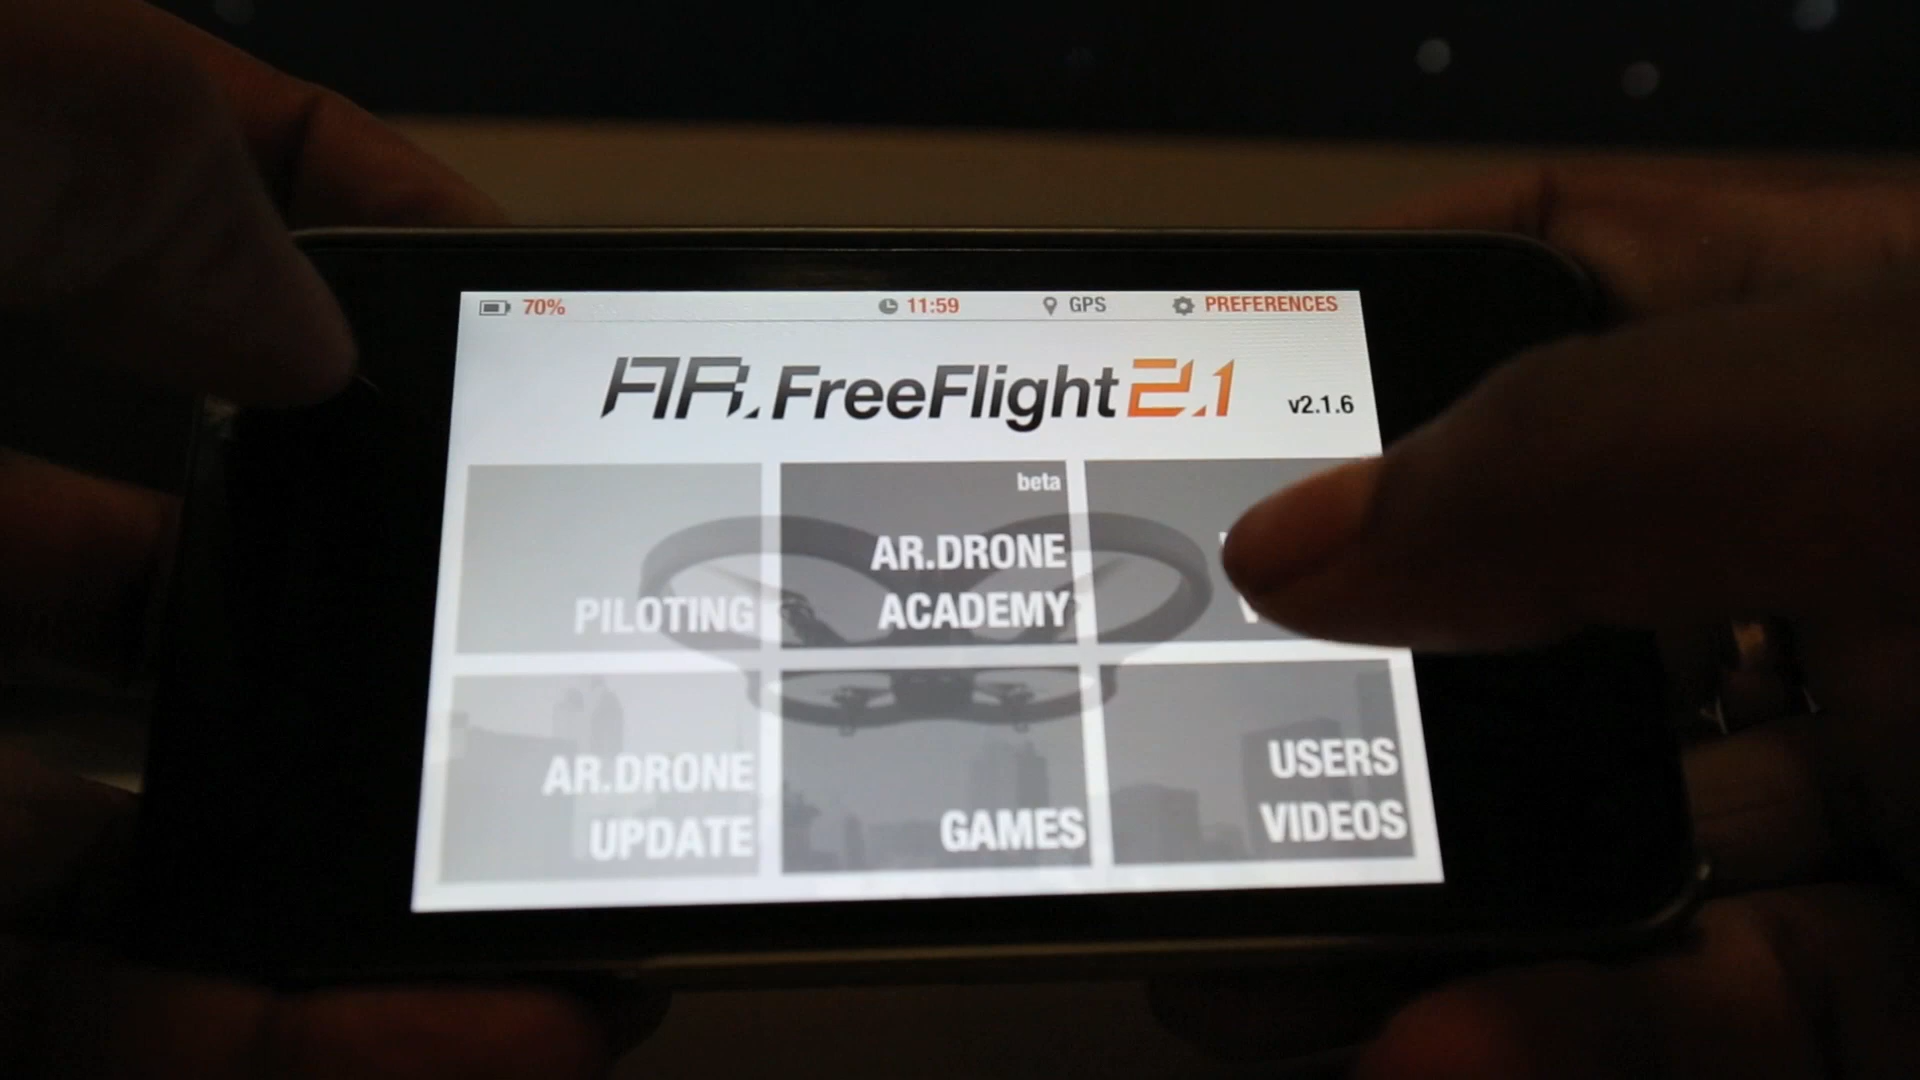 70% 11:59 GPS PREFERENCES
AR.FreeFlight 2.1 v2.1.6
PILOTING
beta
AR.DRONE
ACADEMY
AR.DRONE
UPDATE
GAMES
USERS
VIDEOS